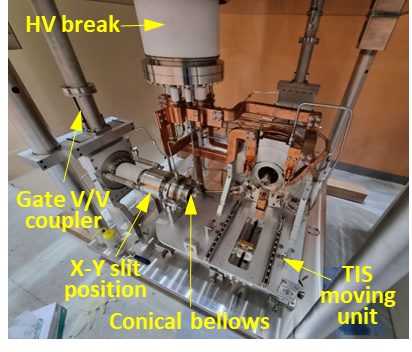 HV break
Gate V/V
coupler
X-Y slit
position
Conical bellows
TIS
moving
unit